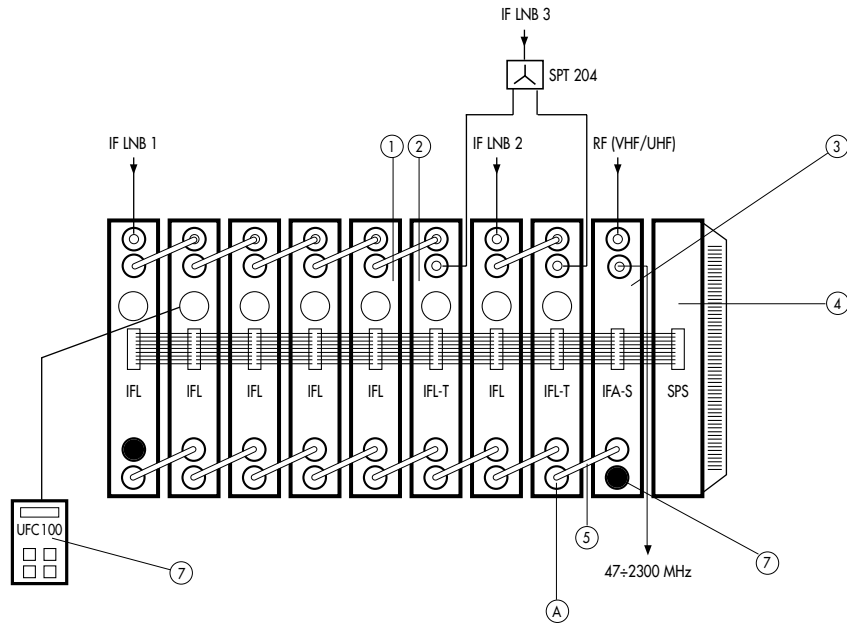 IF LNB 3
SPT 204
IF LNB 1
1
2
IF LNB 2
RF (VHF/UHF)
3
4
IFL
IFL
IFL
IFL
IFL
IFL-T
IFL
IFL-T
IFA-S
SPS
UFC100
7
5
7
47÷2300 MHz
A